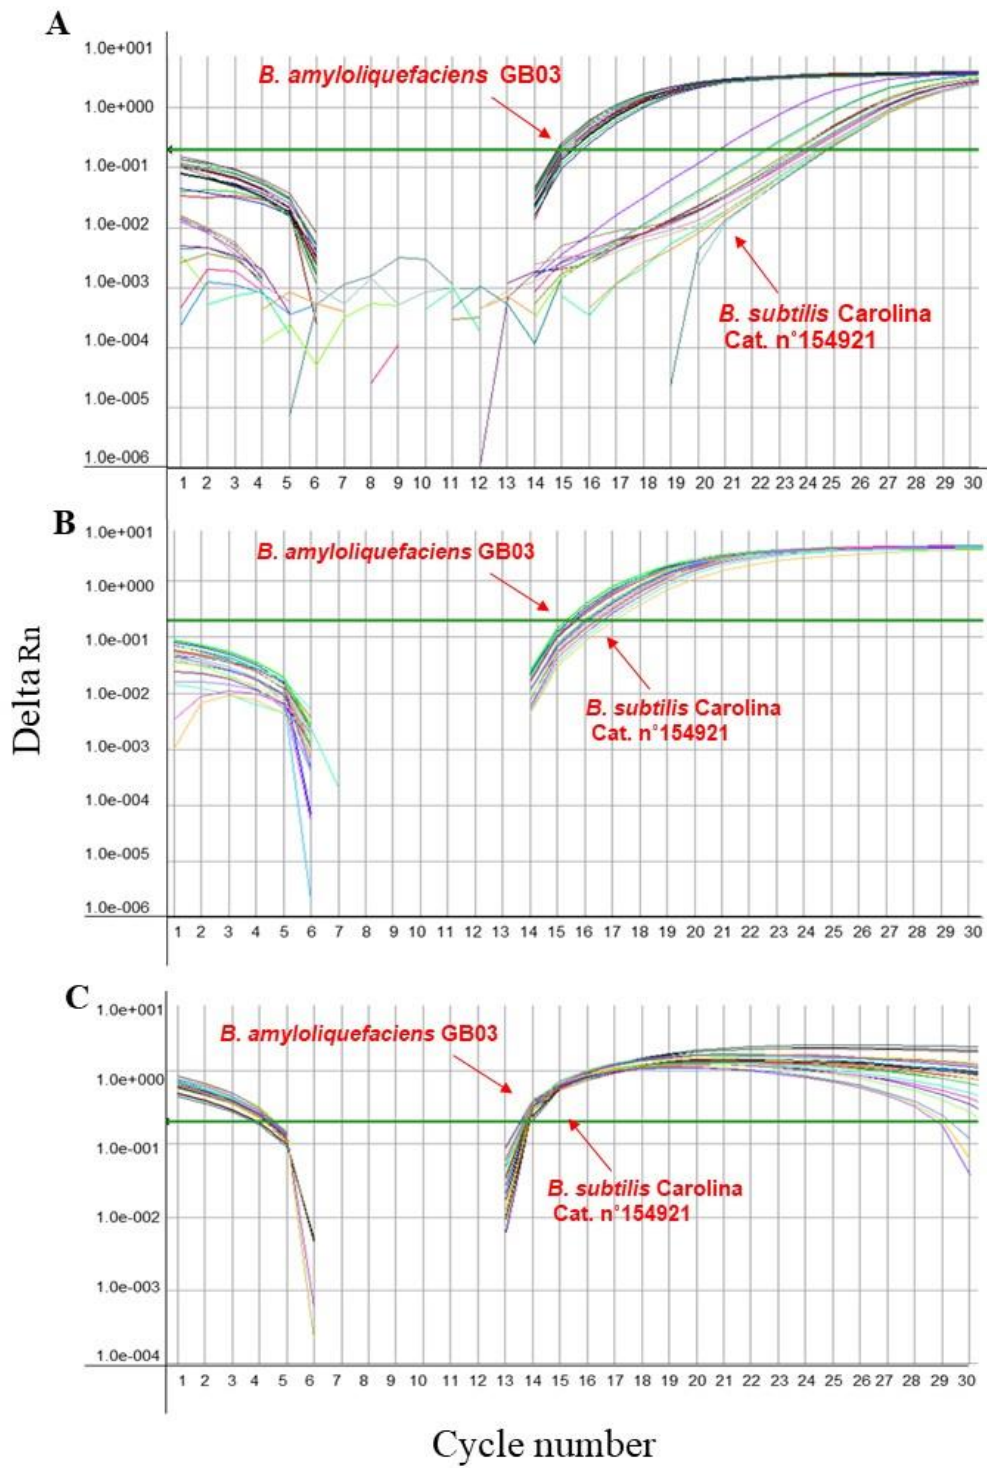 A
1.0e+001
B. amyloliquefaciens GB03
1.0e+000
1.0e-001
1.0e-002
1.0e-003
B. subtilis Carolina
Cat. n°154921
1.0e-004
1.0e-005
1.0e-006
1 2 3 4 5 6 7 8 9 10 11 12 13 14 15 16 17 18 19 20 21 22 23 24 25 26 27 28 29 30
B
1.0e+001
B. amyloliquefaciens GB03
1.0e+000
1.0e-001
Delta Rn
1.0e-002
B. subtilis Carolina
Cat. n°154921
1.0e-003
1.0e-004
1.0e-005
1.0e-006
1 2 3 4 5 6 7 8 9 10 11 12 13 14 15 16 17 18 19 20 21 22 23 24 25 26 27 28 29 30
C
1.0e+001
B. amyloliquefaciens GB03
1.0e+000
1.0e-001
B. subtilis Carolina
Cat. n°154921
1.0e-002
1.0e-003
1.0e-004
1 2 3 4 5 6 7 8 9 10 11 12 13 14 15 16 17 18 19 20 21 22 23 24 25 26 27 28 29 30
Cycle number